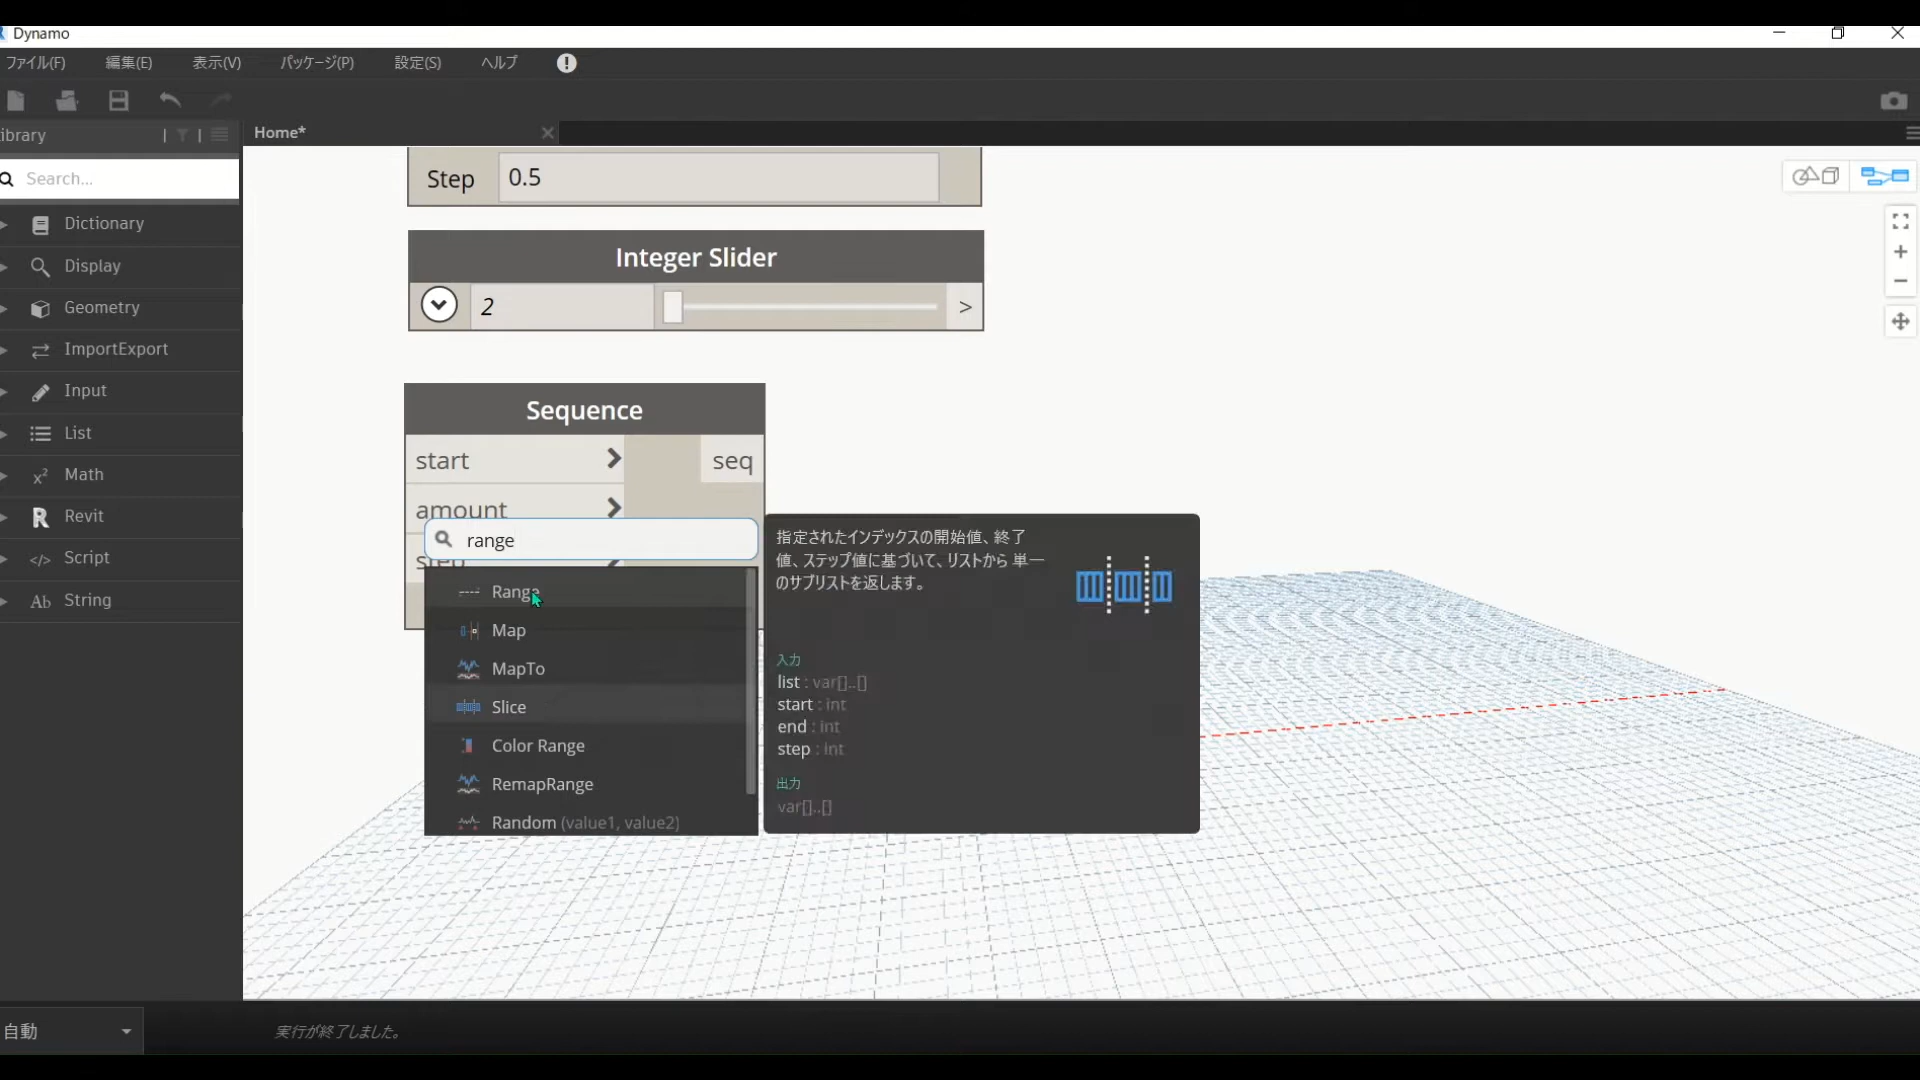 Dynamo
ファイル(F) 編集(E) 表示(V) パッケージ(P) 設定(S) ヘルプ
ibrary
Home*
Search...
Dictionary
Display
Geometry
ImportExport
Input
List
Math
Revit
Script
String
Step 0.5
Integer Slider
2 >
Sequence
start seq
amount
step
range
Range
Map
MapTo
Slice
Color Range
RemapRange
Random (value1, value2)
指定されたインデックスの開始値、終了
値、ステップ値に基づいて、リストから 単一
のサブリストを返します。
入力
list : var[]..[]
start : int
end : int
step : int
出力
var[]..[]
自動
実行が終了しました。